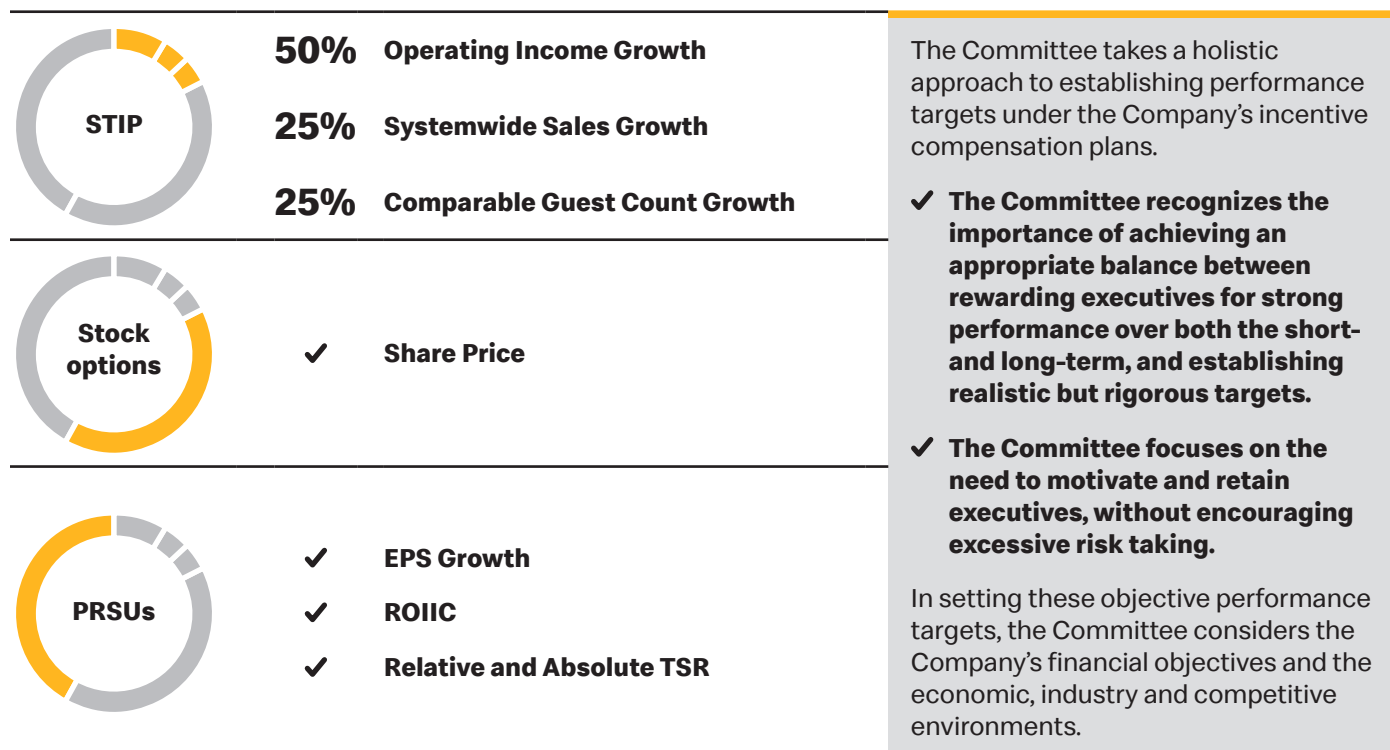 STIP
50% Operating Income Growth
25% Systemwide Sales Growth
25% Comparable Guest Count Growth
Stock
options
✓ Share Price
PRSUs
✓ EPS Growth
✓ ROIIC
✓ Relative and Absolute TSR
The Committee takes a holistic
approach to establishing performance
targets under the Company’s incentive
compensation plans.
✓ The Committee recognizes the
importance of achieving an
appropriate balance between
rewarding executives for strong
performance over both the short-
and long-term, and establishing
realistic but rigorous targets.
✓ The Committee focuses on the
need to motivate and retain
executives, without encouraging
excessive risk taking.
In setting these objective performance
targets, the Committee considers the
Company’s financial objectives and the
economic, industry and competitive
environments.